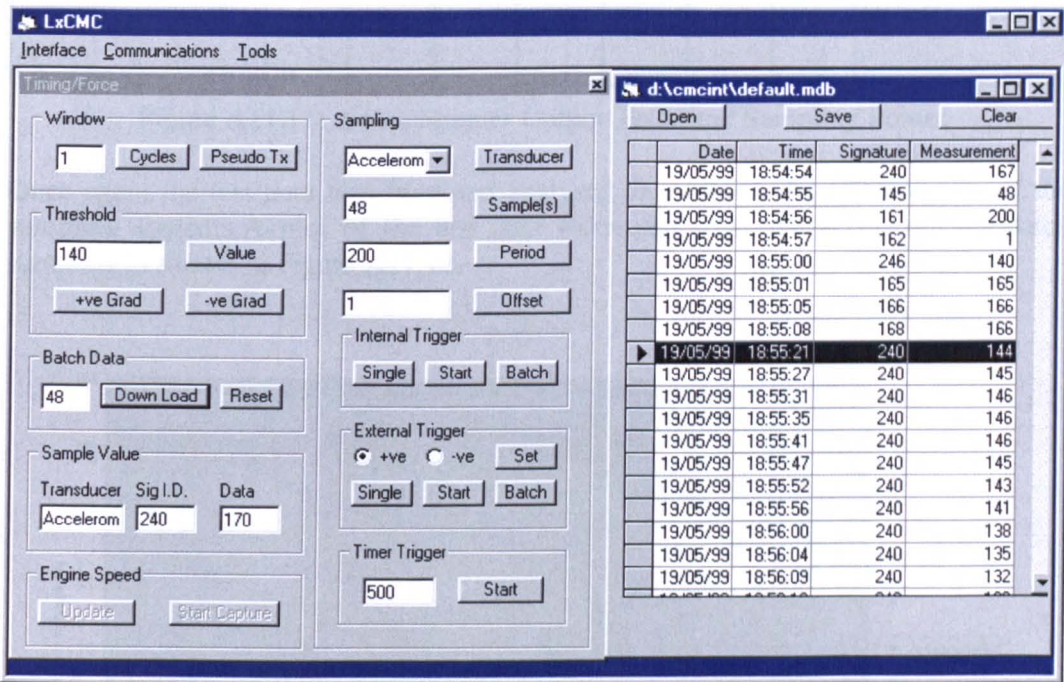 LxCMC
Interface Communications Tools
Timing/Force
Window
1 Cycles Pseudo Tx
Threshold
140 Value
+ve Grad -ve Grad
Batch Data
48 Down Load Reset
Sample Value
Transducer Sig I.D. Data
Accelerom 240 170
Engine Speed
Update Start Capture
Sampling
Accelerom Transducer
48 Sample(s)
200 Period
1 Offset
Internal Trigger
Single Start Batch
External Trigger
+ve -ve Set
Single Start Batch
Timer Trigger
500 Start
d:\cmcint\default.mdb
Open Save Clear
Date Time Signature Measurement
19/05/99 18:54:54 240 167
19/05/99 18:54:55 145 48
19/05/99 18:54:56 161 200
19/05/99 18:54:57 162 1
19/05/99 18:55:00 246 140
19/05/99 18:55:01 165 165
19/05/99 18:55:05 166 166
19/05/99 18:55:08 168 166
19/05/99 18:55:21 240 144
19/05/99 18:55:27 240 145
19/05/99 18:55:31 240 146
19/05/99 18:55:35 240 146
19/05/99 18:55:41 240 146
19/05/99 18:55:47 240 145
19/05/99 18:55:52 240 143
19/05/99 18:55:56 240 141
19/05/99 18:56:00 240 138
19/05/99 18:56:04 240 135
19/05/99 18:56:09 240 132